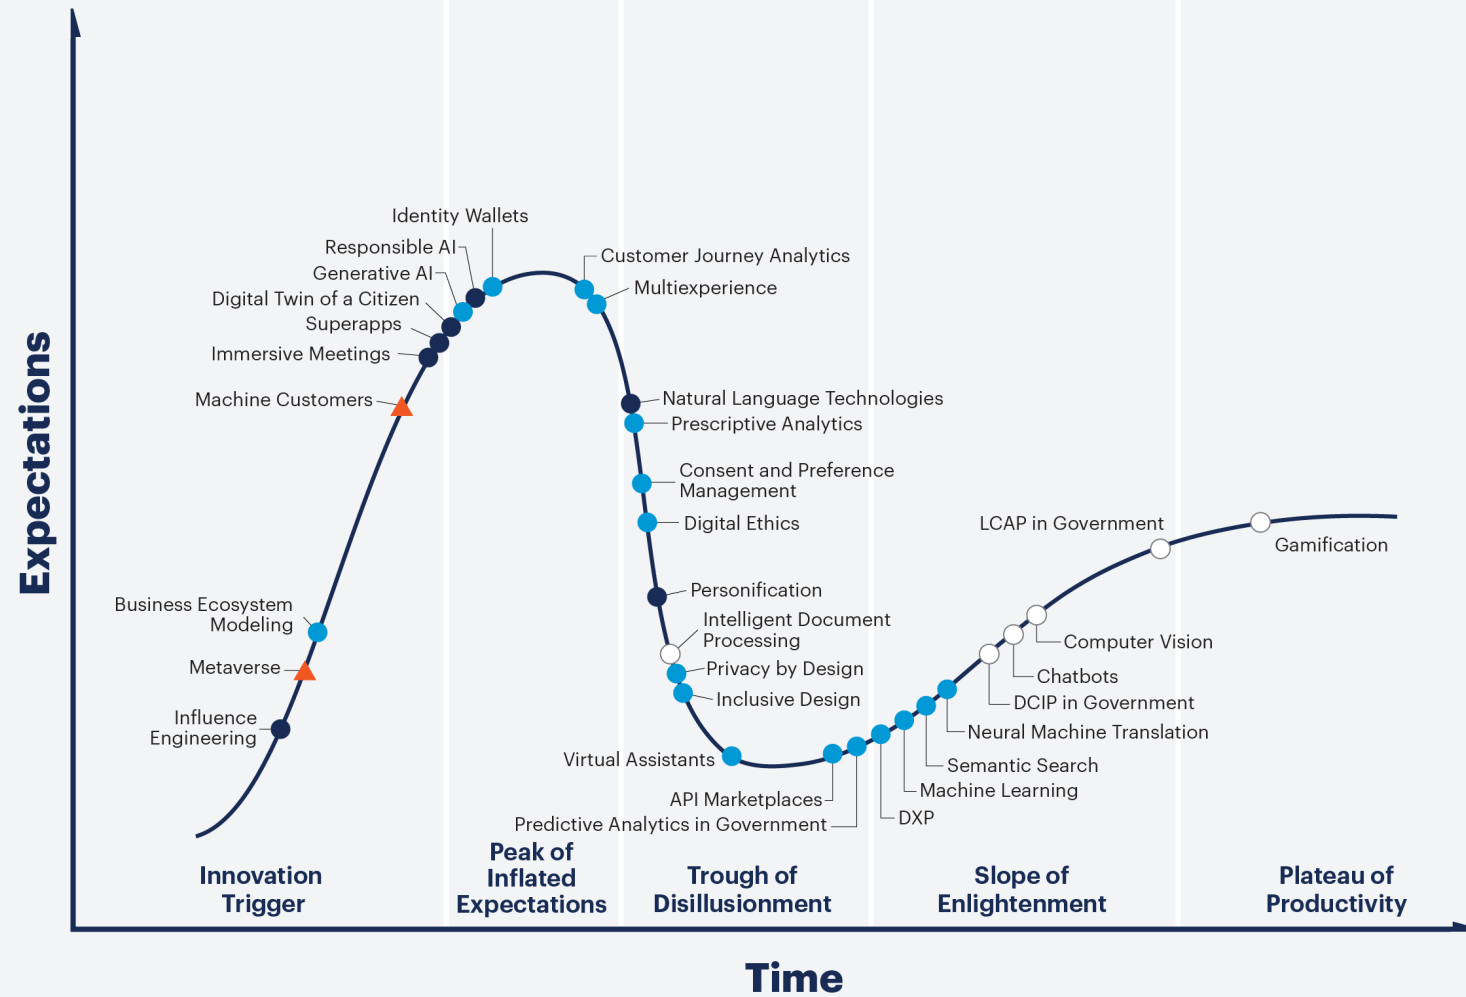 Expectations
Identity Wallets
Responsible AI
Generative AI
Digital Twin of a Citizen
Superapps
Immersive Meetings
Machine Customers
Business Ecosystem
Modeling
Metaverse
Influence
Engineering
Customer Journey Analytics
Multiexperience
Natural Language Technologies
Prescriptive Analytics
Consent and Preference
Management
Digital Ethics
Personification
Intelligent Document
Processing
Privacy by Design
Inclusive Design
Virtual Assistants
API Marketplaces
Predictive Analytics in Government
DXP
Machine Learning
Semantic Search
Neural Machine Translation
DCIP in Government
Chatbots
Computer Vision
LCAP in Government
Gamification
Innovation
Trigger
Peak of
Inflated
Expectations
Trough of
Disillusionment
Slope of
Enlightenment
Plateau of
Productivity
Time